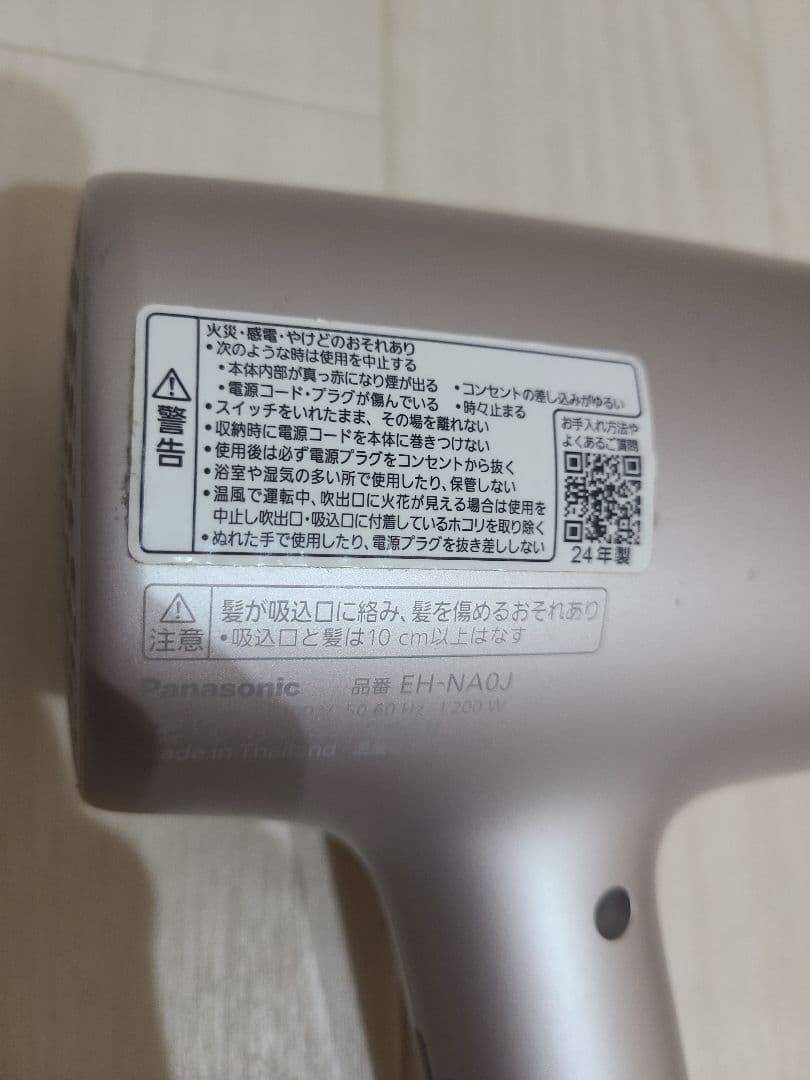 警告
火災・感電・やけどのおそれあり
・次のような時は使用を中止する
・本体内部が真っ赤になり煙が出る ・コンセントの差し込みがゆるい
・電源コード・プラグが傷んでいる ・時々止まる
・スイッチをいれたまま、その場を離れない
・収納時に電源コードを本体に巻きつけない
・使用後は必ず電源プラグをコンセントから抜く
・浴室や湿気の多い所で使用したり、保管しない
・温風で運転中、吹出口に火花が見える場合は使用を
中止し吹出口・吸込口に付着しているホコリを取り除く
・ぬれた手で使用したり、電源プラグを抜き差ししない
お手入れ方法や
よくあるご質問
24年製
注意
髪が吸込口に絡み、髪を傷めるおそれあり
・吸込口と髪は10 cm以上はなす
Panasonic 品番 EH-NA0J
50-60 Hz 1200 W
Made in Thailand